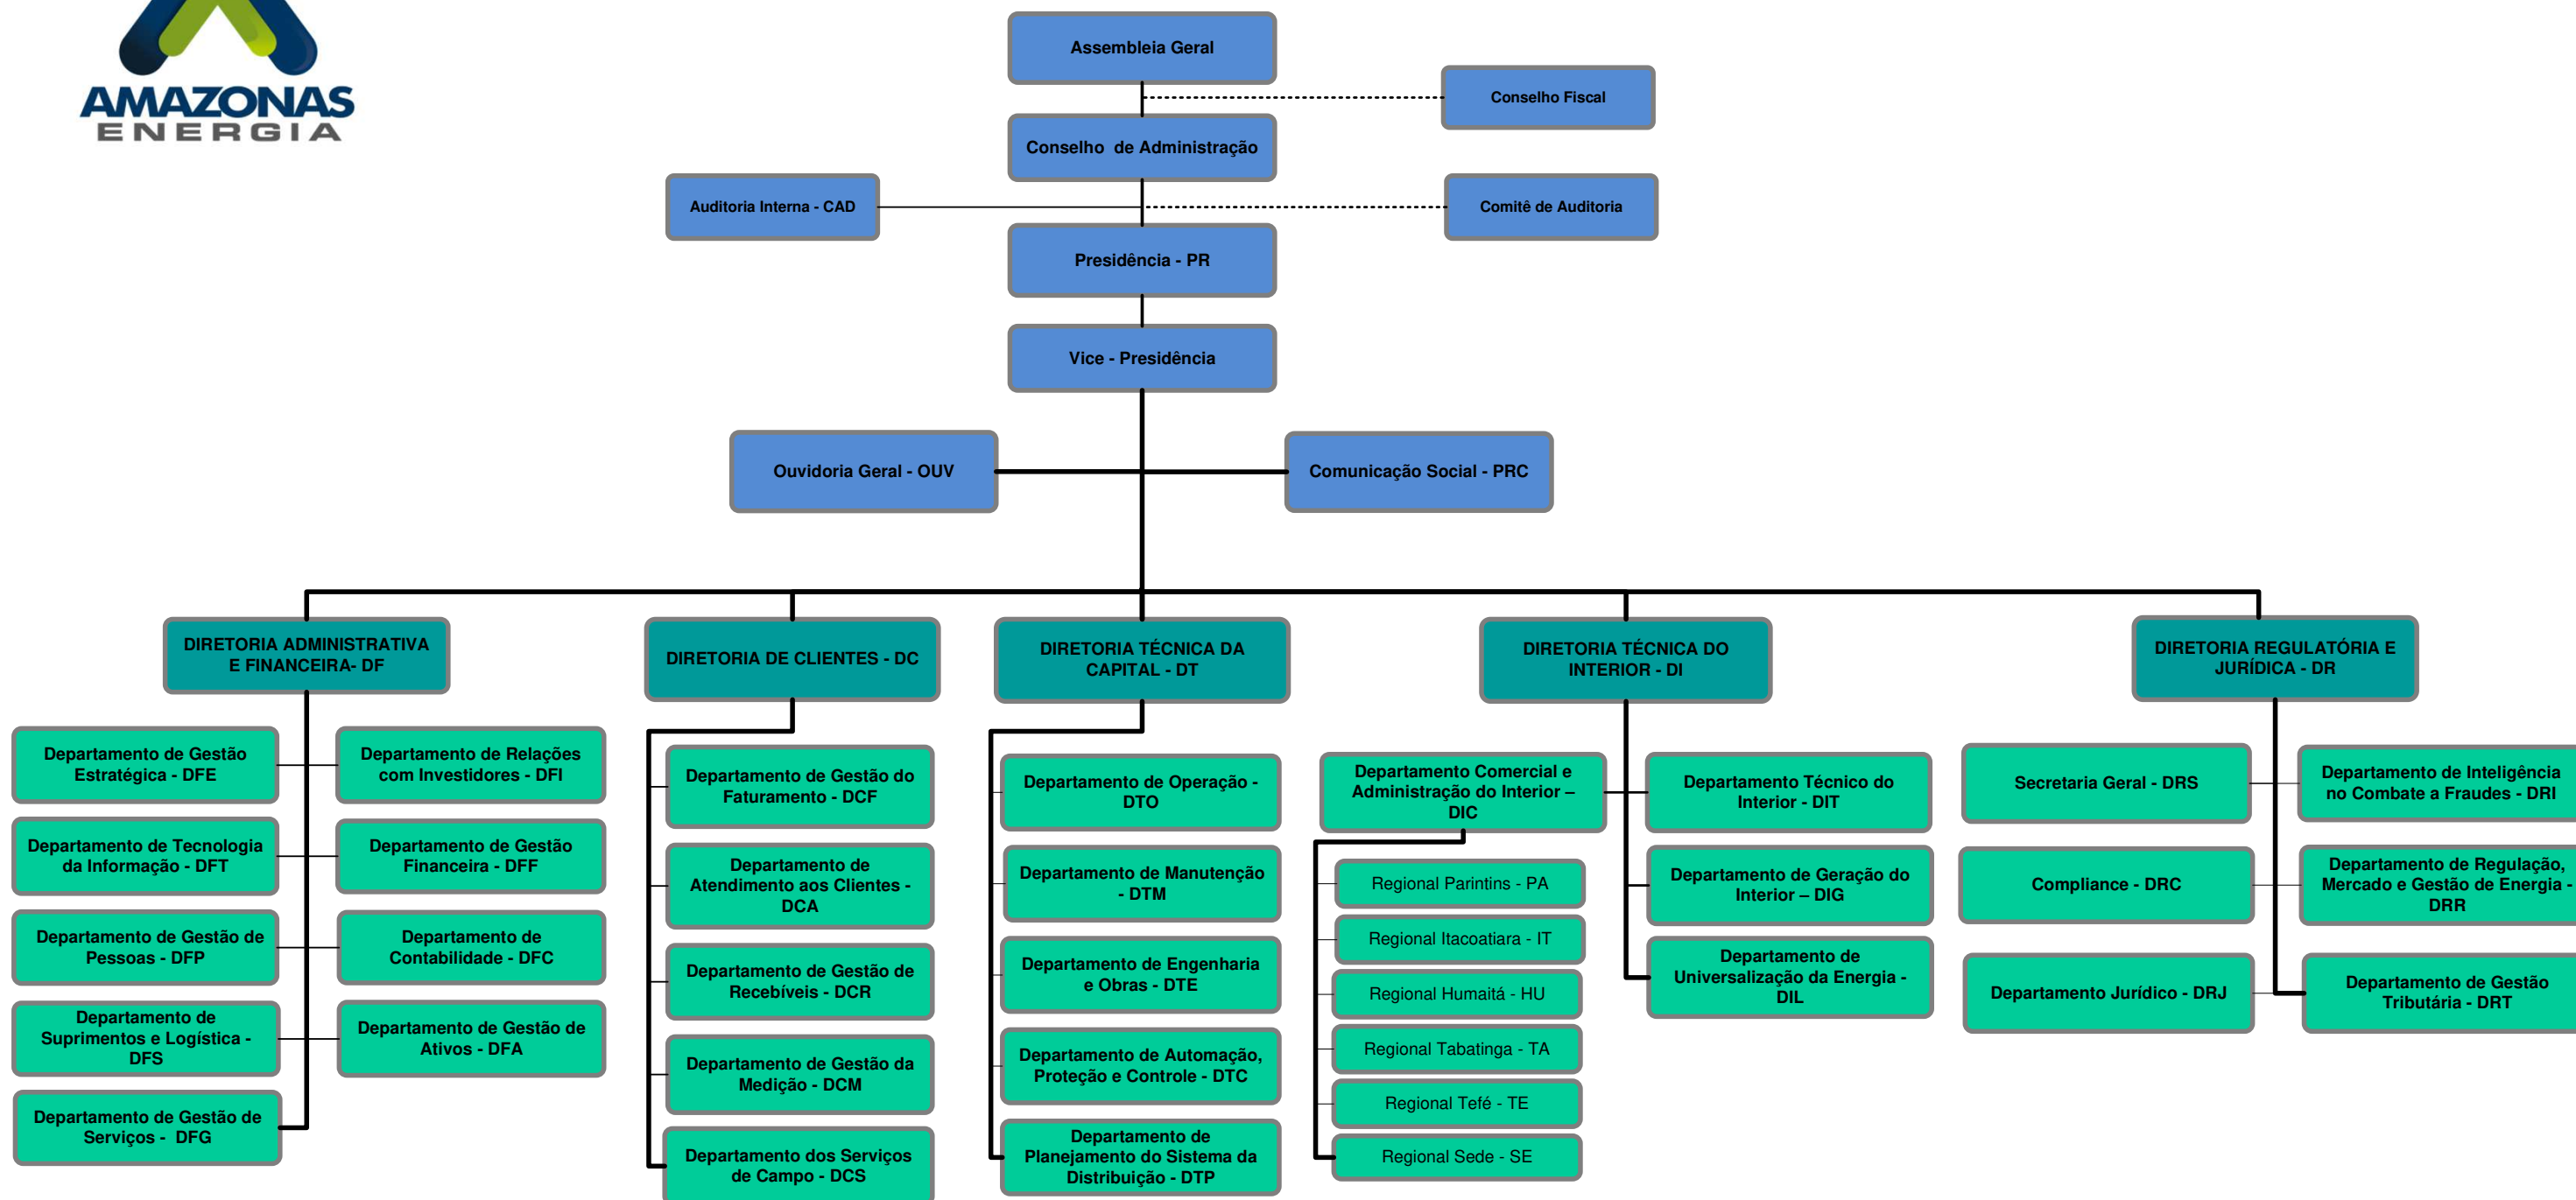 AMAZONAS
ENERGIA
Assembleia Geral
Conselho Fiscal
Conselho de Administração
Auditoria Interna - CAD
Comitê de Auditoria
Presidência - PR
Vice - Presidência
Ouvidoria Geral - OUV
Comunicação Social - PRC
DIRETORIA ADMINISTRATIVA
E FINANCEIRA- DF
Departamento de Gestão
Estratégica - DFE
Departamento de Relações
com Investidores - DFI
Departamento de Tecnologia
da Informação - DFT
Departamento de Gestão
Financeira - DFF
Departamento de Gestão de
Pessoas - DFP
Departamento de
Contabilidade - DFC
Departamento de
Suprimentos e Logística -
DFS
Departamento de Gestão de
Ativos - DFA
Departamento de Gestão de
Serviços - DFG
DIRETORIA DE CLIENTES - DC
Departamento de Gestão do
Faturamento - DCF
Departamento de
Atendimento aos Clientes -
DCA
Departamento de Gestão de
Recebíveis - DCR
Departamento de Gestão da
Medição - DCM
Departamento dos Serviços
de Campo - DCS
DIRETORIA TÉCNICA DA
CAPITAL - DT
Departamento de Operação -
DTO
Departamento de Manutenção
- DTM
Departamento de Engenharia
e Obras - DTE
Departamento de Automação,
Proteção e Controle - DTC
Departamento de
Planejamento do Sistema da
Distribuição - DTP
DIRETORIA TÉCNICA DO
INTERIOR - DI
Departamento Comercial e
Administração do Interior –
DIC
Regional Parintins - PA
Regional Itacoatiara - IT
Regional Humaitá - HU
Regional Tabatinga - TA
Regional Tefé - TE
Regional Sede - SE
Departamento Técnico do
Interior - DIT
Departamento de Geração do
Interior – DIG
Departamento de
Universalização da Energia -
DIL
DIRETORIA REGULATÓRIA E
JURÍDICA - DR
Secretaria Geral - DRS
Departamento de Inteligência
no Combate a Fraudes - DRI
Compliance - DRC
Departamento de Regulação,
Mercado e Gestão de Energia -
DRR
Departamento Jurídico - DRJ
Departamento de Gestão
Tributária - DRT